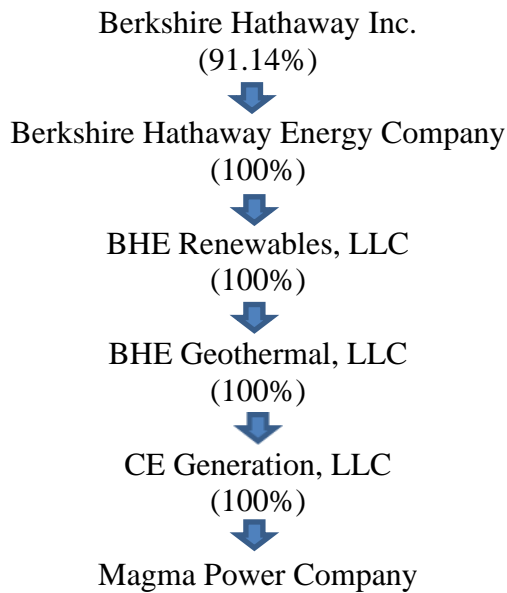 Berkshire Hathaway Inc.
(91.14%)
Berkshire Hathaway Energy Company
(100%)
BHE Renewables, LLC
(100%)
BHE Geothermal, LLC
(100%)
CE Generation, LLC
(100%)
Magma Power Company